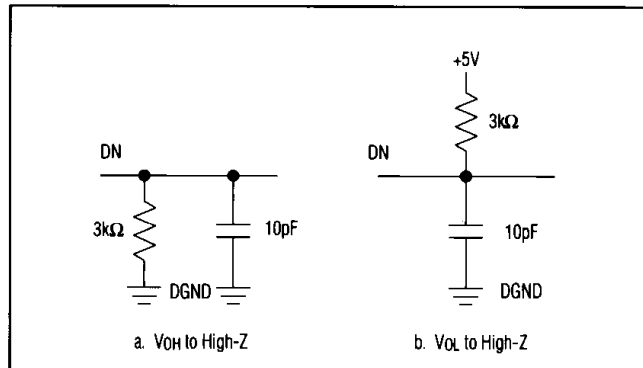 DN
3kΩ
10pF
DGND
a. VOH to High-Z
+5V
3kΩ
DN
10pF
DGND
b. VOL to High-Z